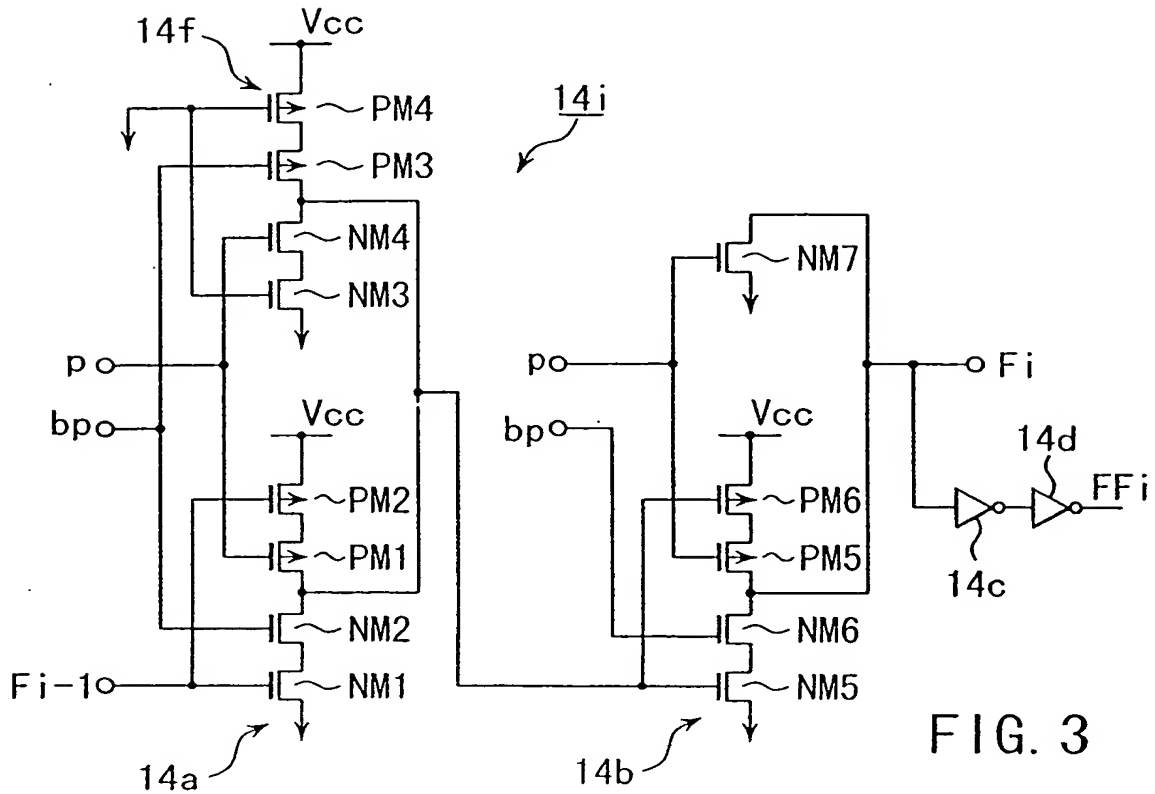 14f
Vcc
PM4
14i
PM3
NM4
NM7
NM3
p
p
Fi
bp
Vcc
bp
Vcc
14d
PM2
PM6
FFi
PM1
PM5
14c
NM2
NM6
Fi-1
NM1
NM5
14a
14b
FIG. 3